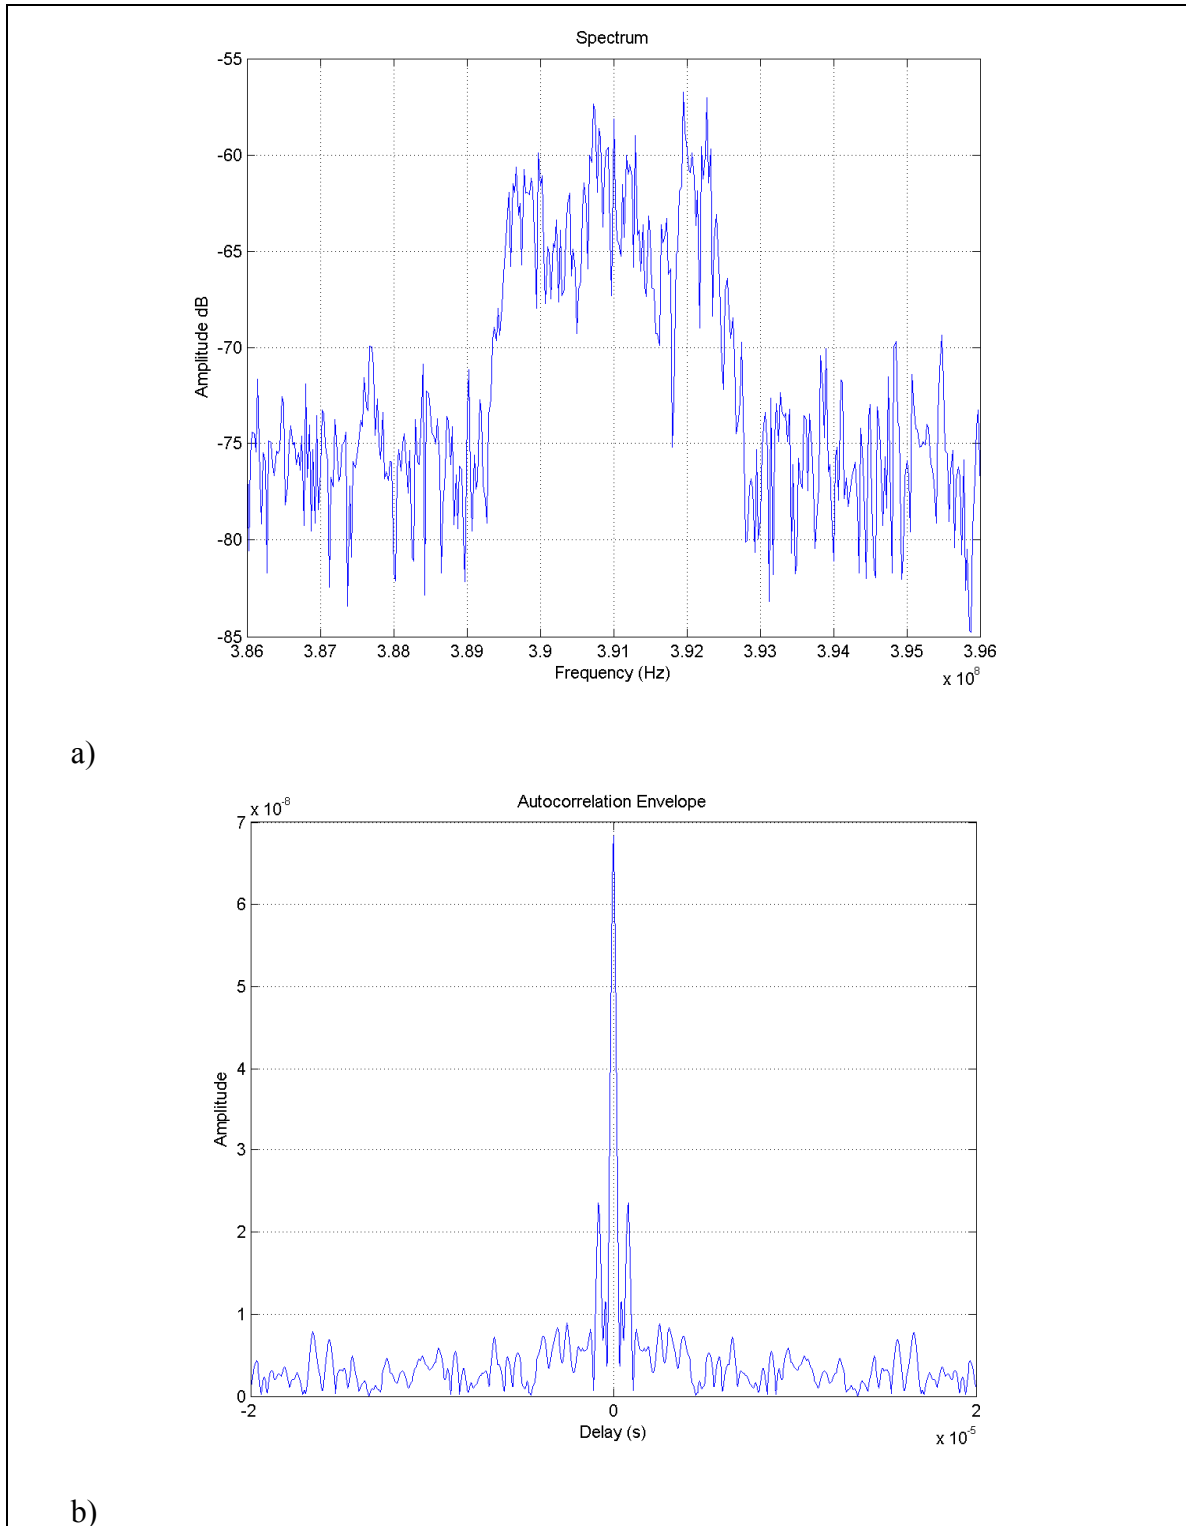 Spectrum
-55
-60
-65
-70
-75
-80
-85
Amplitude dB
3.86 3.87 3.88 3.89 3.9 3.91 3.92 3.93 3.94 3.95 3.96
Frequency (Hz)
x 10^8
a)
Autocorrelation Envelope
x 10^-8
7
6
5
4
3
2
1
0
Amplitude
-2 0 2
Delay (s)
x 10^-5
b)